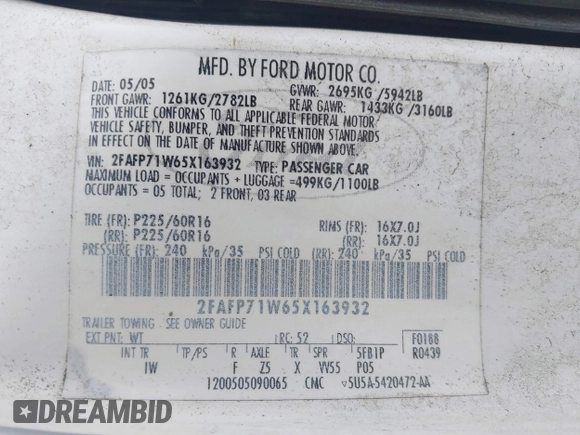 MFD. BY FORD MOTOR CO.
DATE: 05/05 GVWR: 2695KG/5942LB
FRONT GAWR: 1261KG/2782LB REAR GAWR: 1433KG/3160LB
THIS VEHICLE CONFORMS TO ALL APPLICABLE FEDERAL MOTOR
VEHICLE SAFETY, BUMPER, AND THEFT PREVENTION STANDARDS
IN EFFECT ON THE DATE OF MANUFACTURE SHOWN ABOVE.
VIN: 2FAFP71W65X163932 TYPE: PASSENGER CAR
MAXIMUM LOAD = OCCUPANTS + LUGGAGE =499KG/1100LB
OCCUPANTS = 05 TOTAL; 2 FRONT, 03 REAR
TIRE (FR): P225/60R16 RIMS (FR): 16X7.0J
(RR): P225/60R16 (RR): 16X7.0J
PRESSURE (FR): 240 kPg/35 PSI COLD (RR): 240 kPg/35 PSI COLD
2FAFP71W65X163932
TRAILER TOWING - SEE OWNER GUIDE
EXT PNT: WT RC: 52 DSO: F0188
INT TR TP/PS R AXLE TR SPR 5FB1P R0439
IW F Z5 X VV55 P05
1200505090065 CMC 5U5A-5420472-AA
DREAMBID